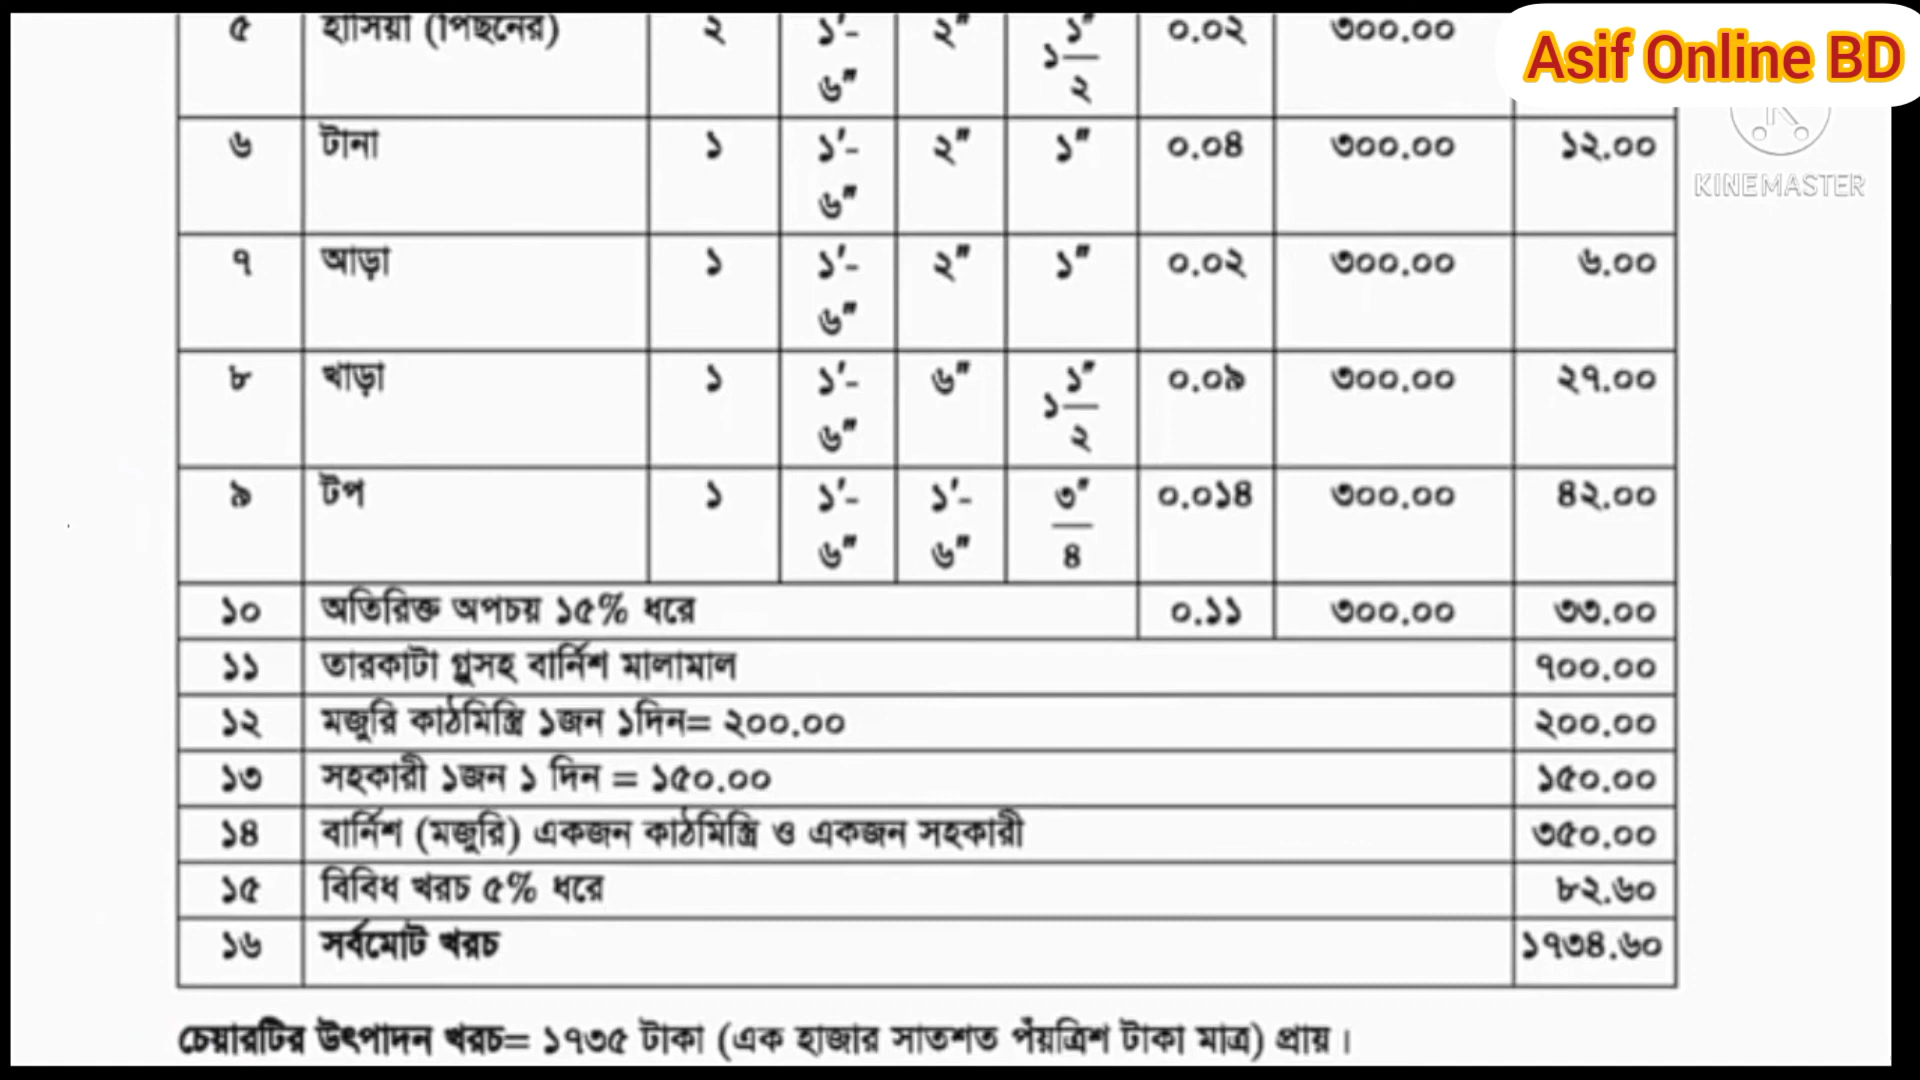 Asif Online BD
KINEMASTER
৫ হাসিয়া (পিছনের) ২ ১′-৬″ ২″ ১ ১″/২ ০.০২ ৩০০.০০
৬ টানা ১ ১′-৬″ ২″ ১″ ০.০৪ ৩০০.০০ ১২.০০
৭ আড়া ১ ১′-৬″ ২″ ১″ ০.০২ ৩০০.০০ ৬.০০
৮ খাড়া ১ ১′-৬″ ৬″ ১ ১″/২ ০.০৯ ৩০০.০০ ২৭.০০
৯ টপ ১ ১′-৬″ ১′-৬″ ৩″/৪ ০.০১৪ ৩০০.০০ ৪২.০০
১০ অতিরিক্ত অপচয় ১৫% ধরে ০.১১ ৩০০.০০ ৩৩.০০
১১ তারকাটা গ্লুসহ বার্নিশ মালামাল ৭০০.০০
১২ মজুরি কাঠমিস্ত্রি ১জন ১দিন= ২০০.০০ ২০০.০০
১৩ সহকারী ১জন ১ দিন = ১৫০.০০ ১৫০.০০
১৪ বার্নিশ (মজুরি) একজন কাঠমিস্ত্রি ও একজন সহকারী ৩৫০.০০
১৫ বিবিধ খরচ ৫% ধরে ৮২.৬০
১৬ সর্বমোট খরচ ১৭৩৪.৬০
চেয়ারটির উৎপাদন খরচ= ১৭৩৫ টাকা (এক হাজার সাতশত পঁয়ত্রিশ টাকা মাত্র) প্রায়।